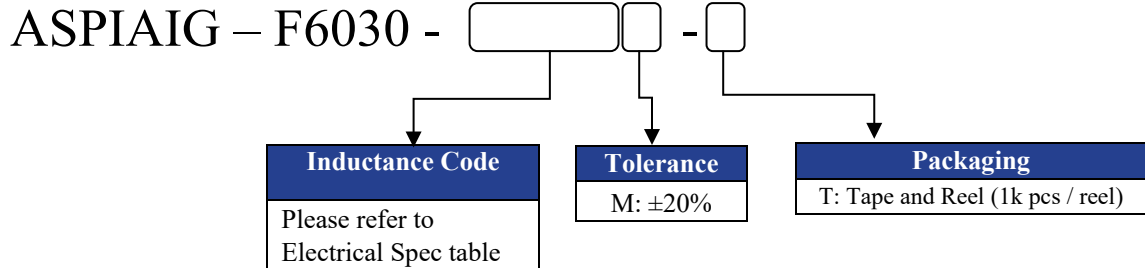 ASPIAIG – F6030 - -
Inductance Code
Please refer to
Electrical Spec table
Tolerance
M: ±20%
Packaging
T: Tape and Reel (1k pcs / reel)